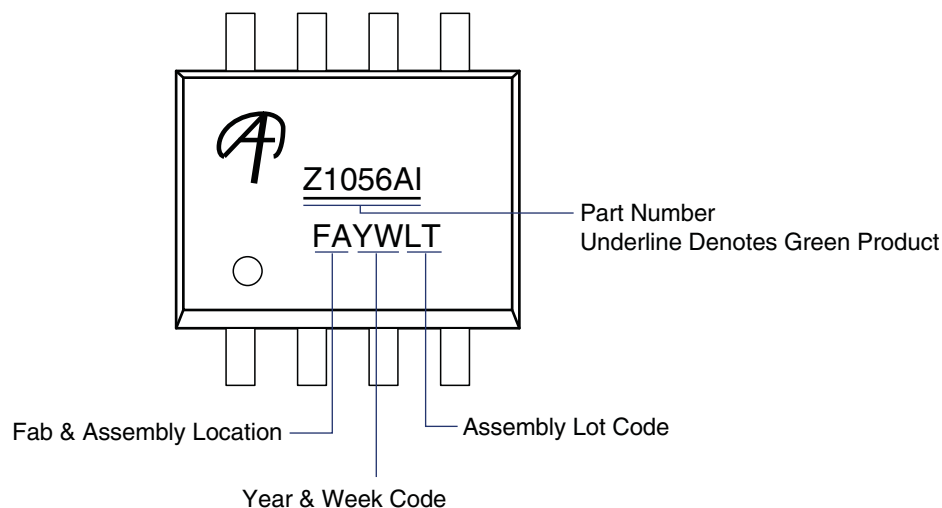 Z1056AI
Part Number
Underline Denotes Green Product
FAYWLT
Fab & Assembly Location
Assembly Lot Code
Year & Week Code